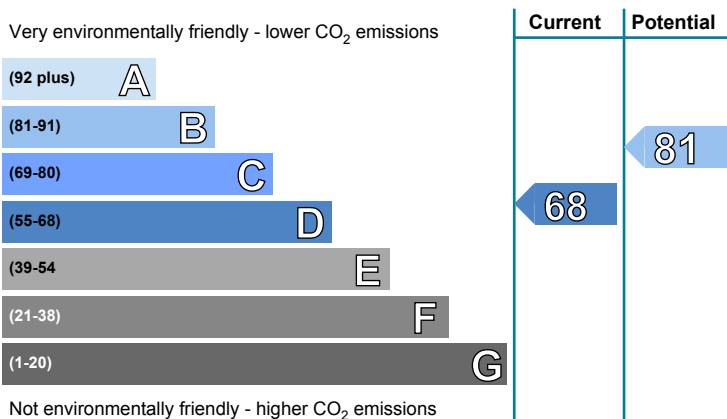 Very environmentally friendly - lower CO2 emissions
Current
Potential
(92 plus) A
(81-91) B
(69-80) C
(55-68) D
(39-54 E
(21-38) F
(1-20) G
81
68
Not environmentally friendly - higher CO2 emissions